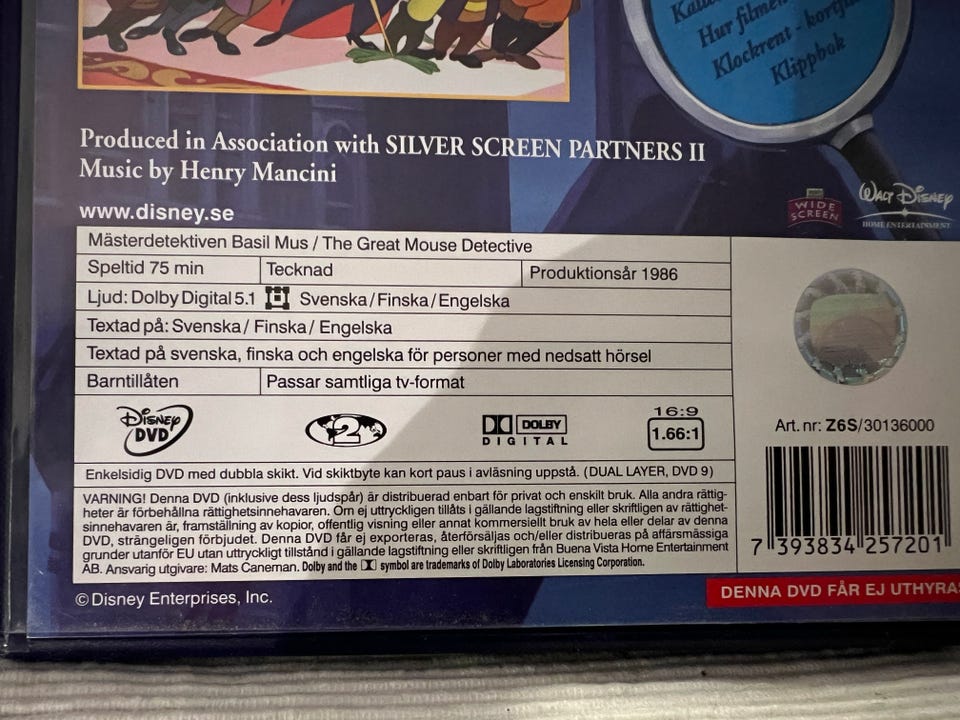 Hur filmen
Klockrent - kortf
Klippbok
Produced in Association with SILVER SCREEN PARTNERS II
Music by Henry Mancini
www.disney.se
WIDE
SCREEN
WALT DISNEY
HOME ENTERTAINMENT
Mästerdetektiven Basil Mus / The Great Mouse Detective
Speltid 75 min Tecknad Produktionsår 1986
Ljud: Dolby Digital 5.1 Svenska/Finska/Engelska
Textad på: Svenska/ Finska/ Engelska
Textad på svenska, finska och engelska för personer med nedsatt hörsel
Barntillåten Passar samtliga tv-format
DISNEY
DVD
2
DOLBY
DIGITAL
16:9
1.66:1
Enkelsidig DVD med dubbla skikt. Vid skiktbyte kan kort paus i avläsning uppstå. (DUAL LAYER, DVD 9)
VARNING! Denna DVD (inklusive dess ljudspår) är distribuerad enbart för privat och enskilt bruk. Alla andra rättig-
heter är förbehållna rättighetsinnehavaren. Om ej uttryckligen tillåts i gällande lagstiftning eller skriftligen av rättighet-
sinnehavaren är, framställning av kopior, offentlig visning eller annat kommersiellt bruk av hela eller delar av denna
DVD, strängeligen förbjudet. Denna DVD får ej exporteras, återförsäljas och/eller distribueras på affärsmässiga
grunder utanför EU utan uttryckligt tillstånd i gällande lagstiftning eller skriftligen från Buena Vista Home Entertainment
AB. Ansvarig utgivare: Mats Caneman. Dolby and the symbol are trademarks of Dolby Laboratories Licensing Corporation.
© Disney Enterprises, Inc.
Art. nr: Z6S/30136000
7 393834 257201
DENNA DVD FÅR EJ UTHYRAS